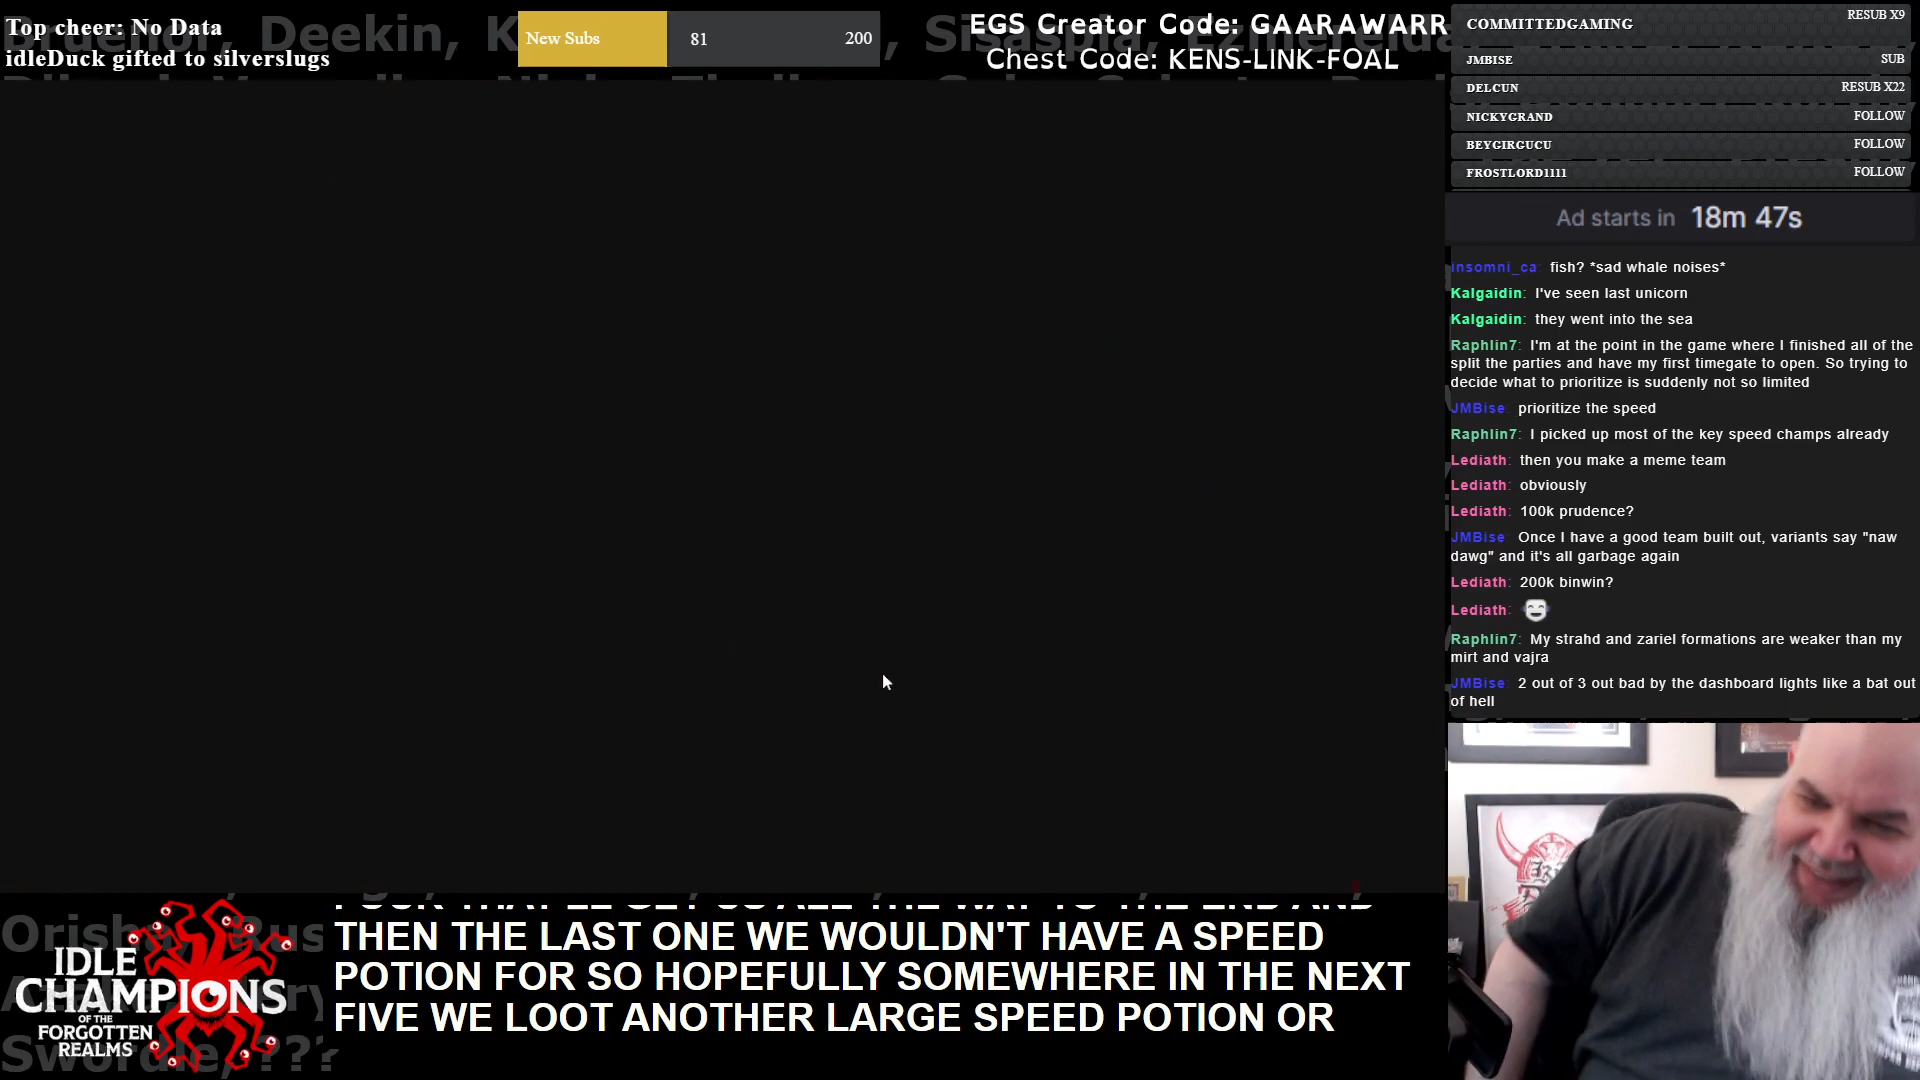 Top cheer: No Data
idleDuck gifted to silverslugs
New Subs 81 200
EGS Creator Code: GAARAWARR
Chest Code: KENS-LINK-FOAL
COMMITTEDGAMING RESUB X9
JMBISE SUB
DELCUN RESUB X22
NICKYGRAND FOLLOW
BEYGIRGUCU FOLLOW
FROSTLORD1111 FOLLOW
Ad starts in 18m 47s
insomni_ca: fish? *sad whale noises*
Kalgaidin: I've seen last unicorn
Kalgaidin: they went into the sea
Raphlin7: I'm at the point in the game where I finished all of the
split the parties and have my first timegate to open. So trying to
decide what to prioritize is suddenly not so limited
JMBise: prioritize the speed
Raphlin7: I picked up most of the key speed champs already
Lediath: then you make a meme team
Lediath: obviously
Lediath: 100k prudence?
JMBise: Once I have a good team built out, variants say "naw
dawg" and it's all garbage again
Lediath: 200k binwin?
Lediath:
Raphlin7: My strahd and zariel formations are weaker than my
mirt and vajra
JMBise: 2 out of 3 out bad by the dashboard lights like a bat out
of hell
IDLE
CHAMPIONS
OF THE
FORGOTTEN
REALMS
THEN THE LAST ONE WE WOULDN'T HAVE A SPEED
POTION FOR SO HOPEFULLY SOMEWHERE IN THE NEXT
FIVE WE LOOT ANOTHER LARGE SPEED POTION OR